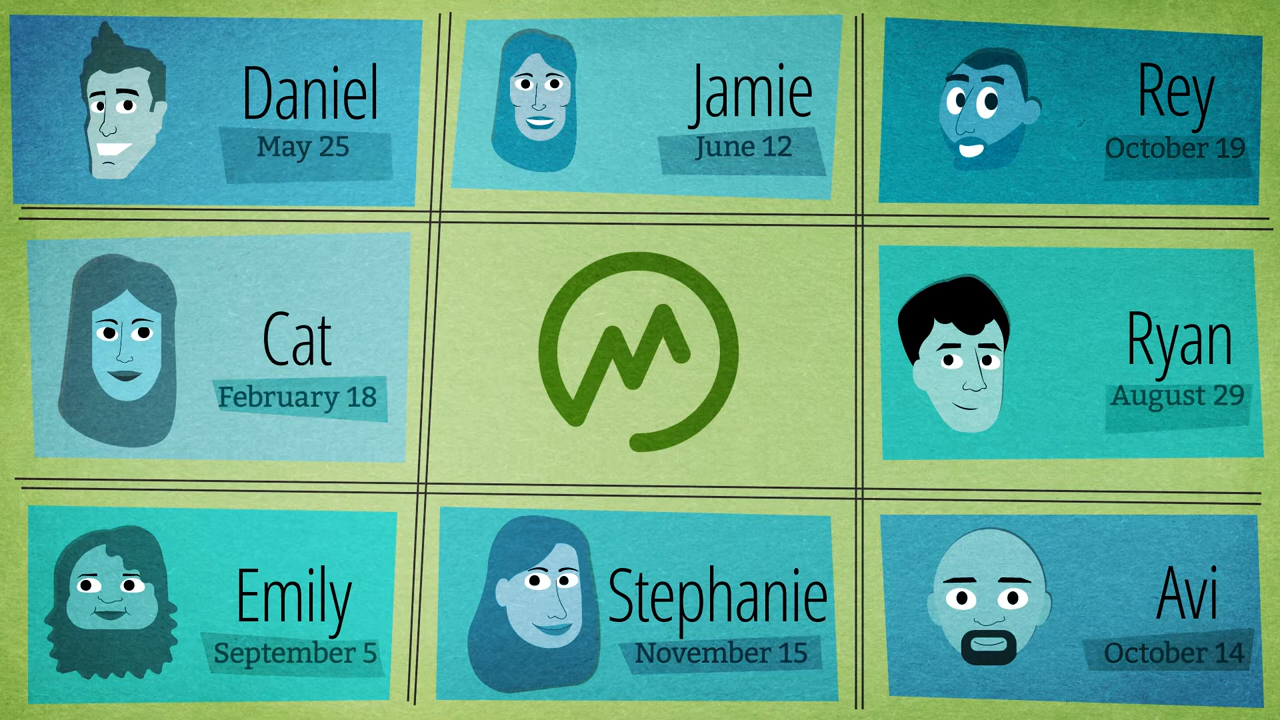 Daniel
May 25
Jamie
June 12
Rey
October 19
Cat
February 18
Ryan
August 29
Emily
September 5
Stephanie
November 15
Avi
October 14